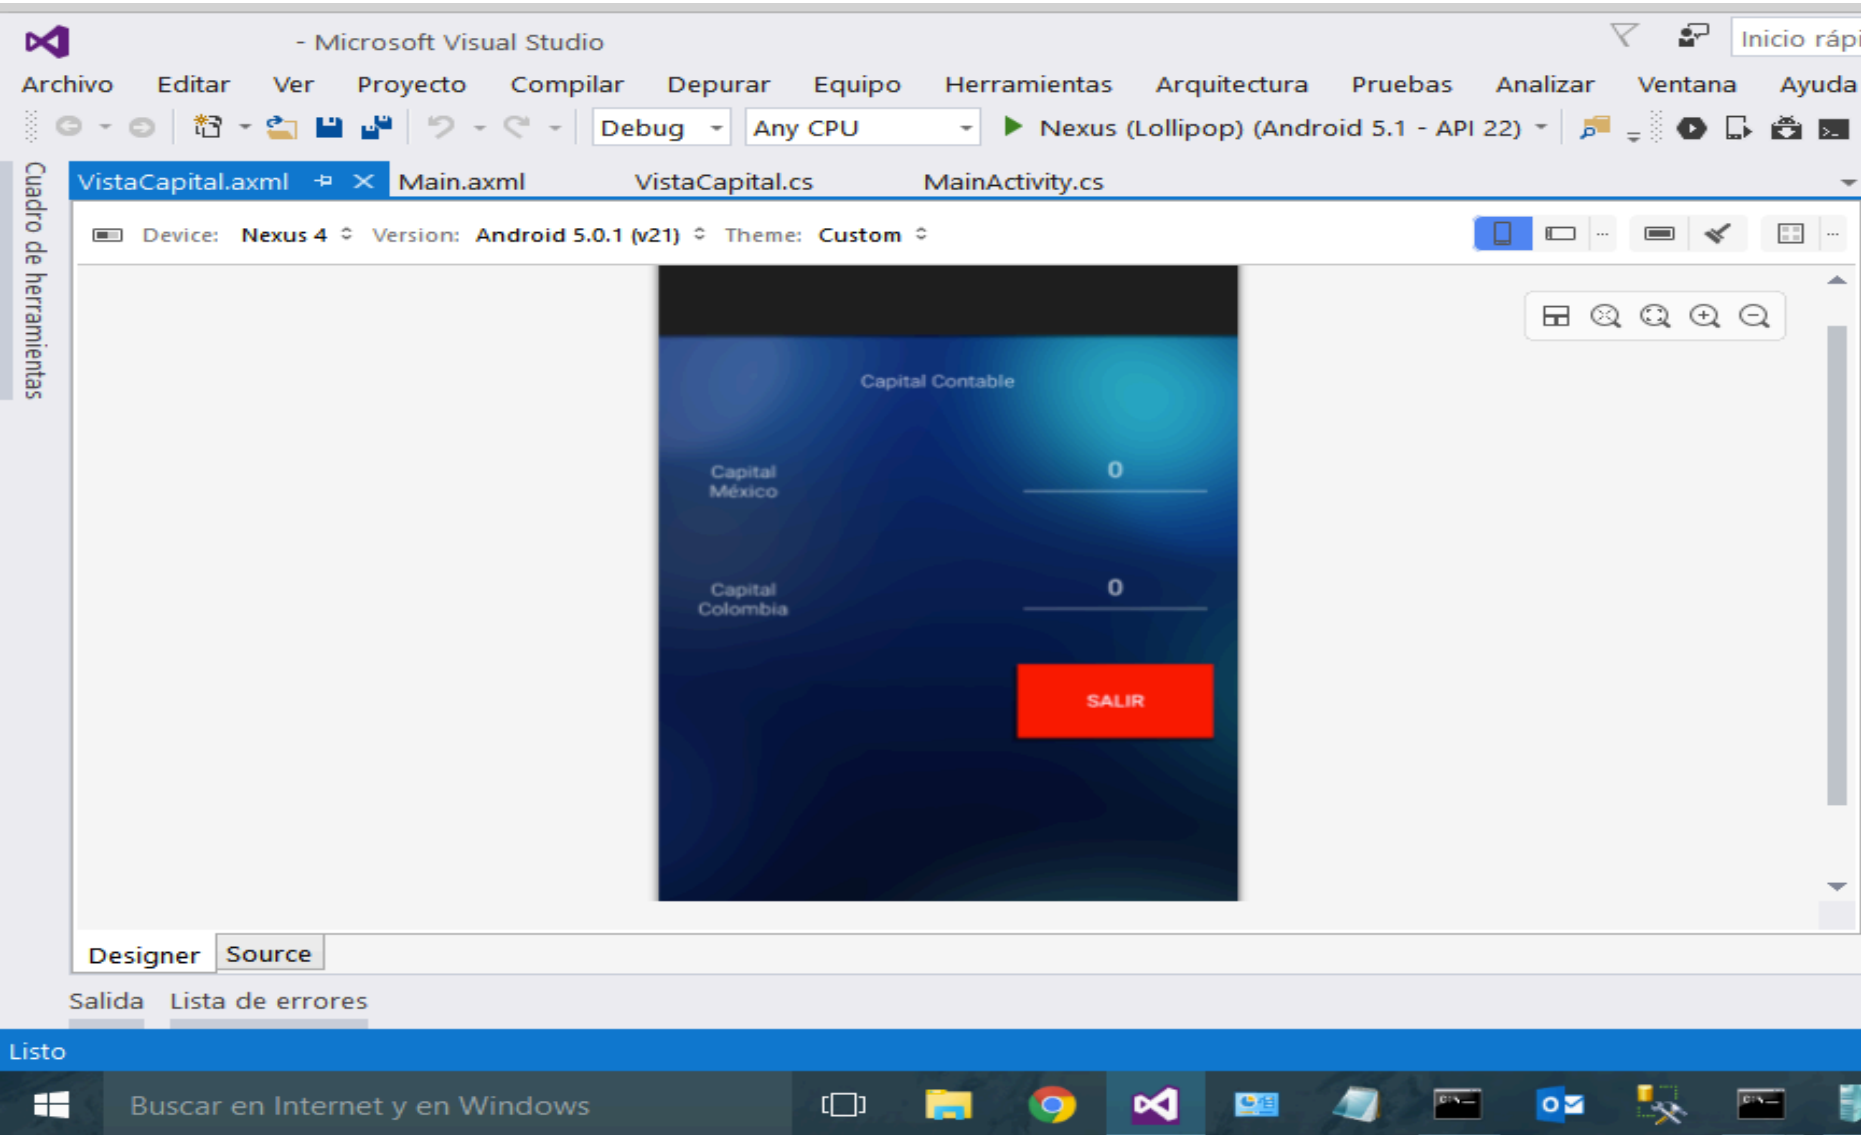 - Microsoft Visual Studio
Inicio rápi
Archivo Editar Ver Proyecto Compilar Depurar Equipo Herramientas Arquitectura Pruebas Analizar Ventana Ayuda
Debug Any CPU Nexus (Lollipop) (Android 5.1 - API 22)
Cuadro de herramientas
VistaCapital.axml Main.axml VistaCapital.cs MainActivity.cs
Device: Nexus 4 Version: Android 5.0.1 (v21) Theme: Custom
Capital Contable
Capital
México
0
Capital
Colombia
0
SALIR
Designer Source
Salida Lista de errores
Listo
Buscar en Internet y en Windows